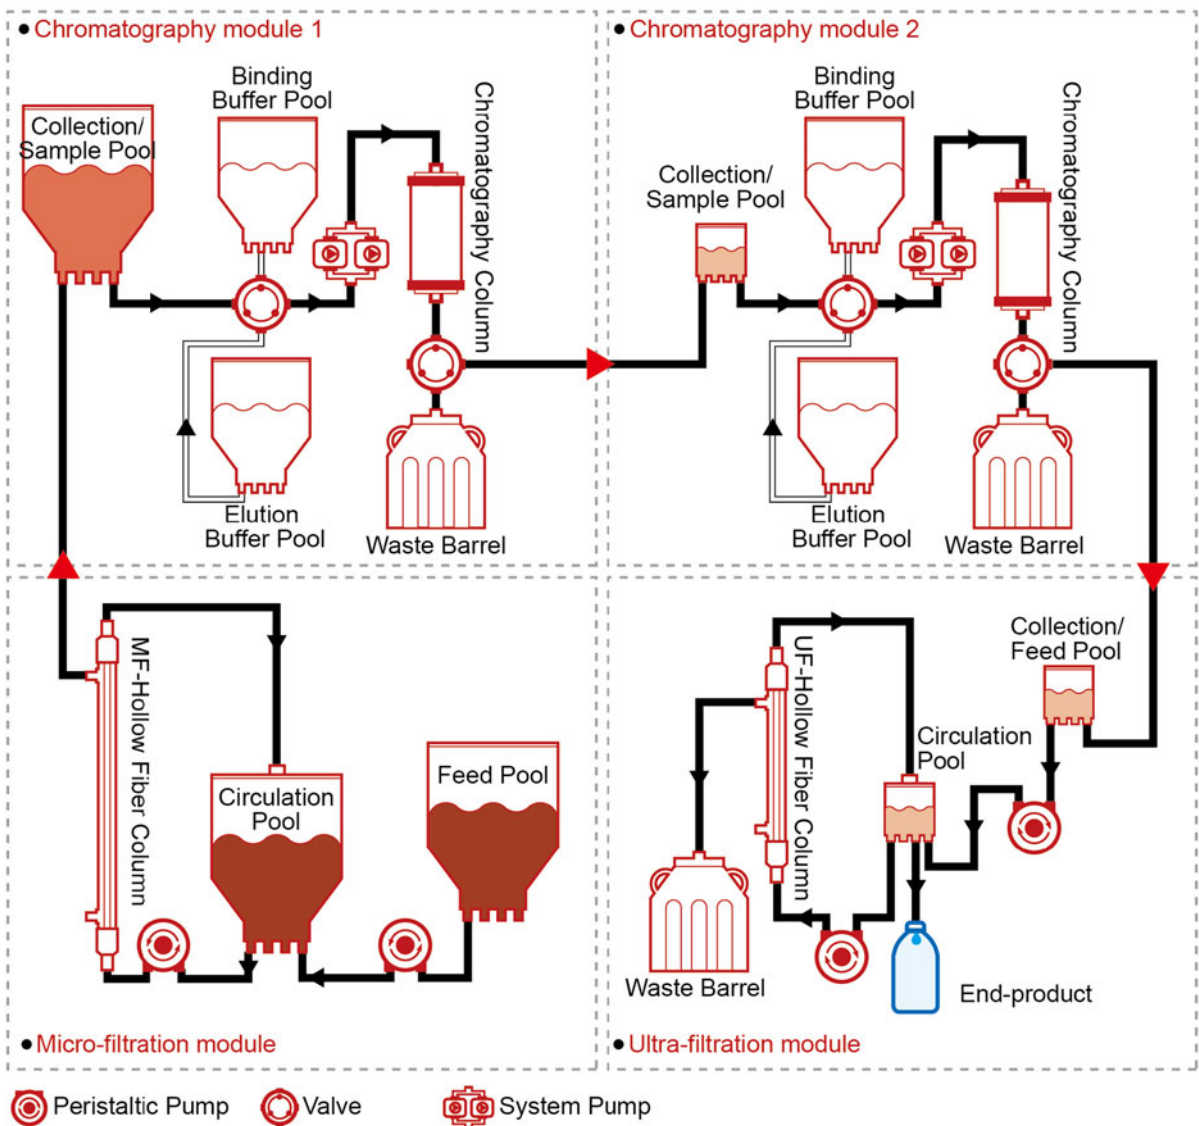 Chromatography module 1
Collection/
Sample Pool
Binding
Buffer Pool
Chromatography Column
Elution
Buffer Pool
Waste Barrel
Chromatography module 2
Collection/
Sample Pool
Binding
Buffer Pool
Chromatography Column
Elution
Buffer Pool
Waste Barrel
MF-Hollow Fiber Column
Circulation
Pool
Feed Pool
Micro-filtration module
UF-Hollow Fiber Column
Collection/
Feed Pool
Circulation
Pool
Waste Barrel
End-product
Ultra-filtration module
Peristaltic Pump
Valve
System Pump